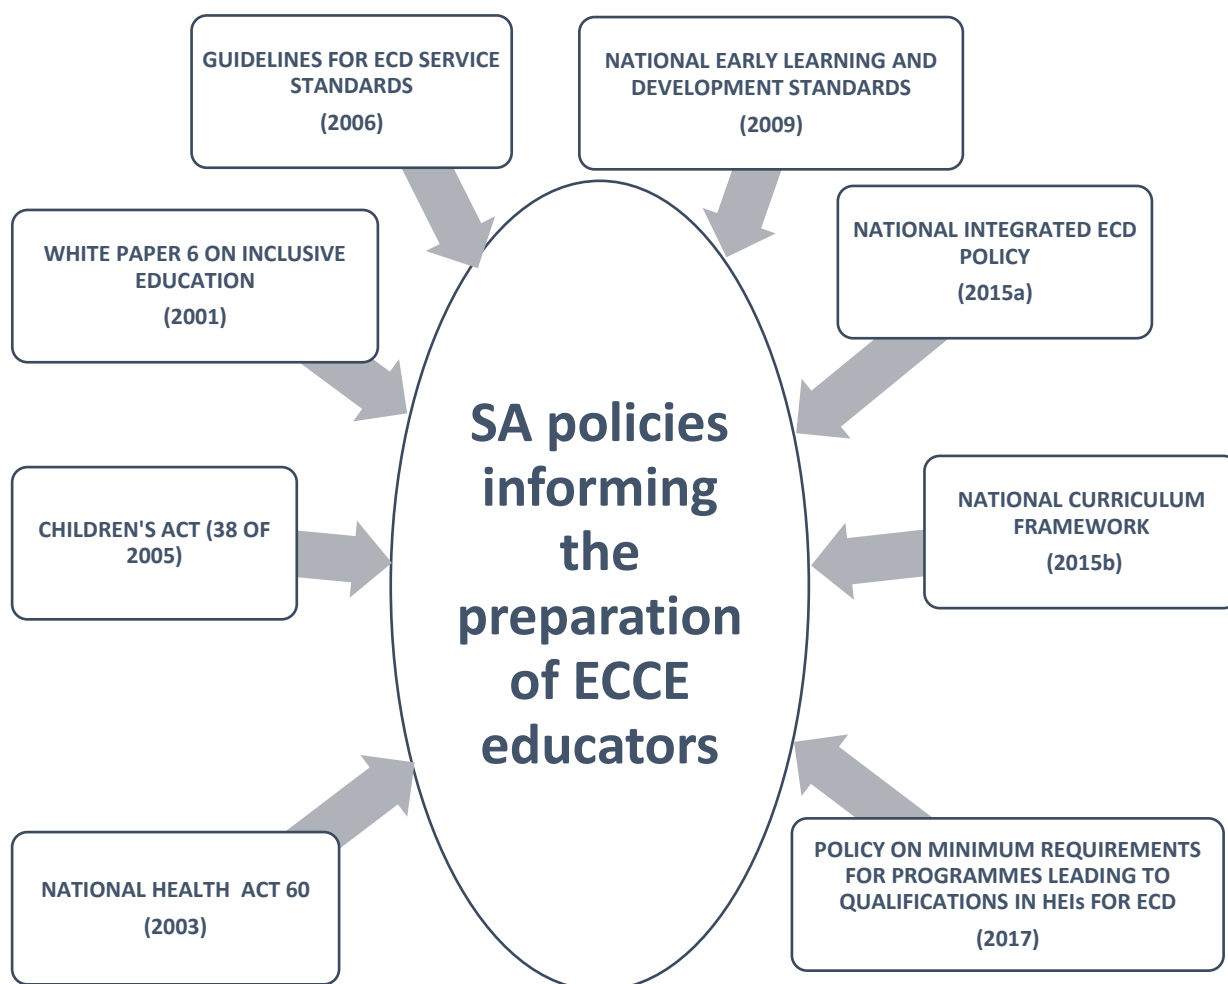 GUIDELINES FOR ECD SERVICE
STANDARDS
(2006)
NATIONAL EARLY LEARNING AND
DEVELOPMENT STANDARDS
(2009)
WHITE PAPER 6 ON INCLUSIVE
EDUCATION
(2001)
NATIONAL INTEGRATED ECD
POLICY
(2015a)
SA policies
informing
the
preparation
of ECCE
educators
CHILDREN'S ACT (38 OF
2005)
NATIONAL CURRICULUM
FRAMEWORK
(2015b)
NATIONAL HEALTH  ACT 60
(2003)
POLICY ON MINIMUM REQUIREMENTS
FOR PROGRAMMES LEADING TO
QUALIFICATIONS IN HEIs FOR ECD
(2017)